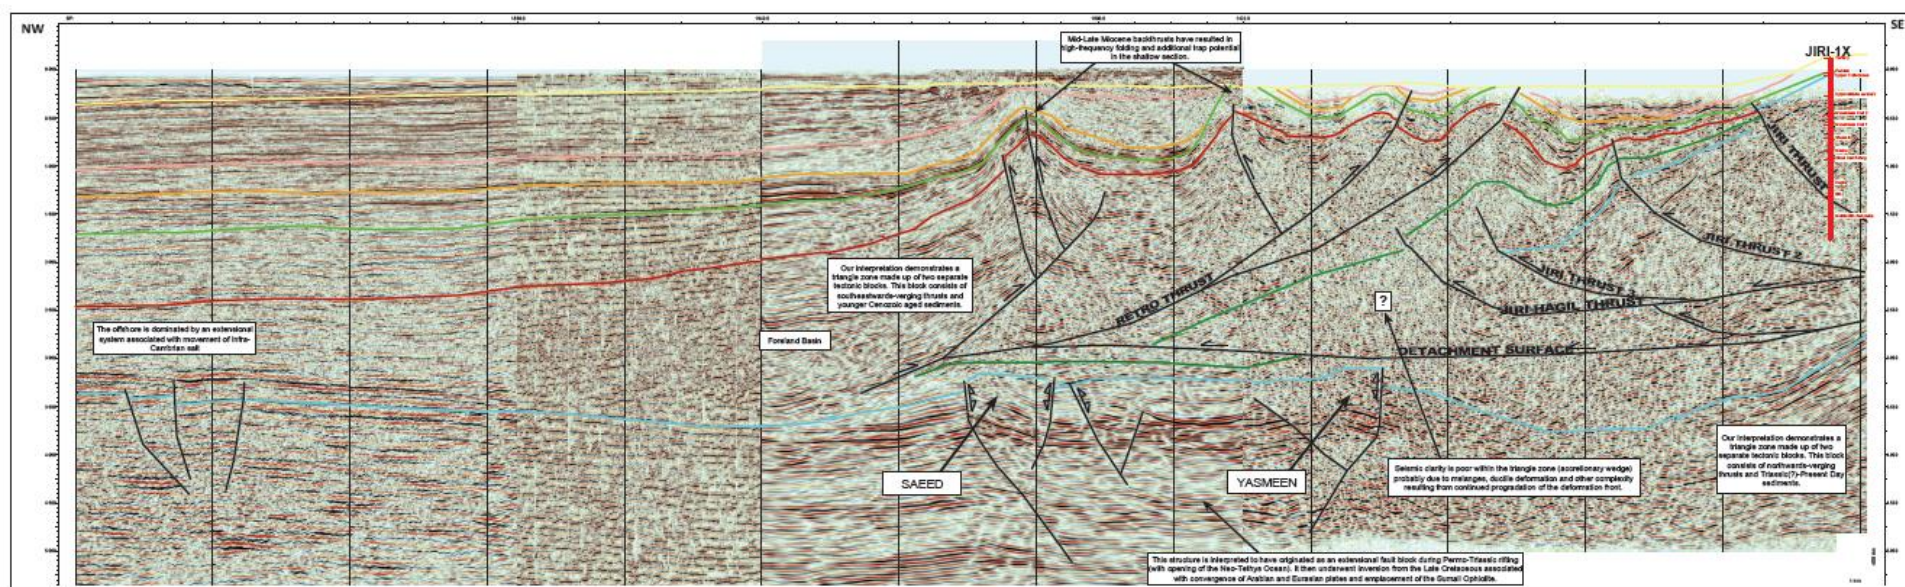 NW
SE
JIRI-1X
Mid-Late Miocene backthrusts have resulted in
high-frequency folding and additional trap potential
in the shallow section.
JIRI THRUST
JIRI THRUST 2
JIRI THRUST
JIRI-HAGIL THRUST
RETRO THRUST
DETACHMENT SURFACE
?
Our interpretation demonstrates a
triangle zone made up of two separate
tectonic blocks. This block consists of
southeastwards-verging thrusts and
younger Cenozoic aged sediments.
The offshore is dominated by an extensional
system associated with movement of Infra-
Cambrian salt
Foreland Basin
SAEED
YASMEEN
Seismic clarity is poor within the triangle zone (accretionary wedge)
probably due to melanges, ductile deformation and other complexity
resulting from continued progradation of the deformation front.
Our interpretation demonstrates a
triangle zone made up of two
separate tectonic blocks. This block
consists of northwards-verging
thrusts and Triassic(?)-Present Day
sediments.
This structure is interpreted to have originated as an extensional fault block during Permo-Triassic rifting
(with opening of the Neo-Tethys Ocean). It then underwent inversion from the Late Cretaceous associated
with convergence of Arabian and Eurasian plates and emplacement of the Sumail Ophiolite.